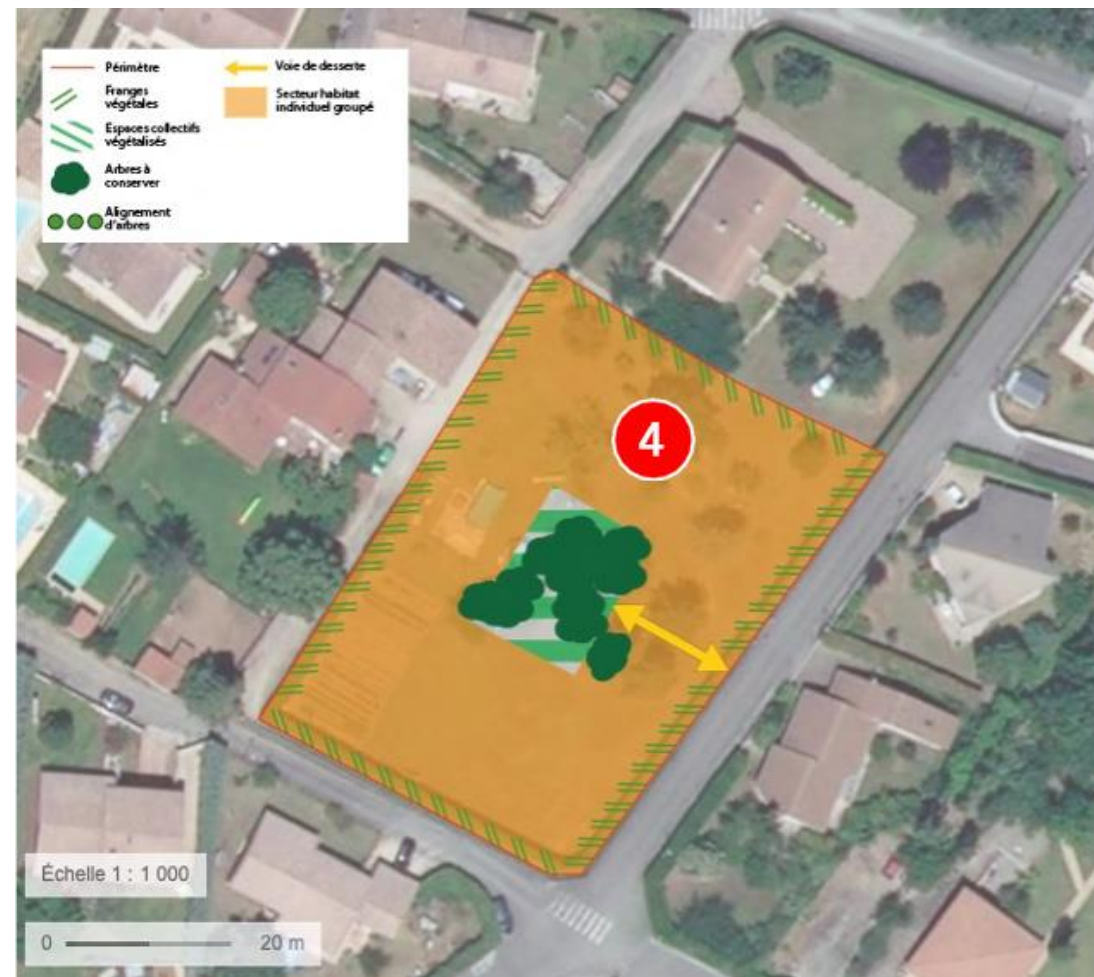 Périmètre
Franges
végétales
Espaces collectifs
végétalisés
Arbres à
conserver
Alignement
d'arbres
Voie de desserte
Secteur habitat
individuel groupé
4
Échelle 1 : 1 000
0 20 m